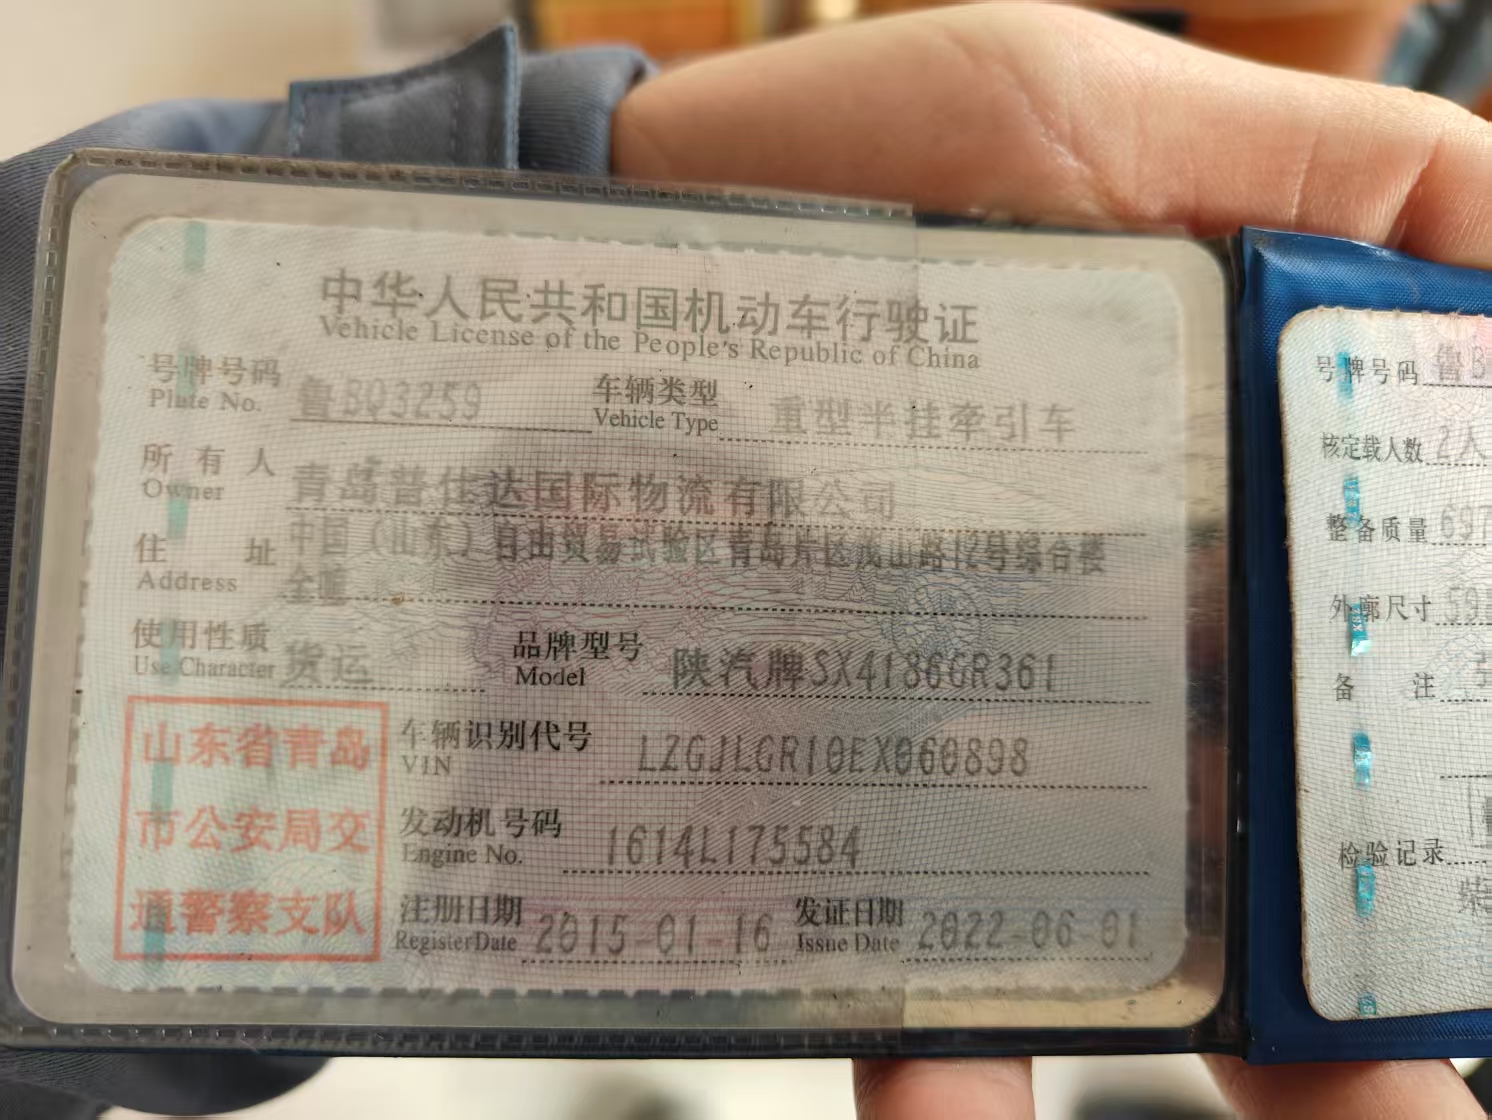 中华人民共和国机动车行驶证
Vehicle License of the People's Republic of China
号牌号码 鲁BQ3259 车辆类型 重型半挂牵引车
Plate No. Vehicle Type
所有人 青岛普佳达国际物流有限公司
Owner
住址 中国（山东）自由贸易试验区青岛片区茂山路12号综合楼
Address 全幢
使用性质 货运 品牌型号 陕汽牌SX4186GR361
Use Character Model
山东省青岛
市公安局交
通警察支队
车辆识别代号 LZGJLGR10EX060898
VIN
发动机号码 1614L175584
Engine No.
注册日期 2015-01-16 发证日期 2022-06-01
Register Date Issue Date
号牌号码 鲁B
核定载人数 2人
整备质量 697
外廓尺寸 59
备注
检验记录